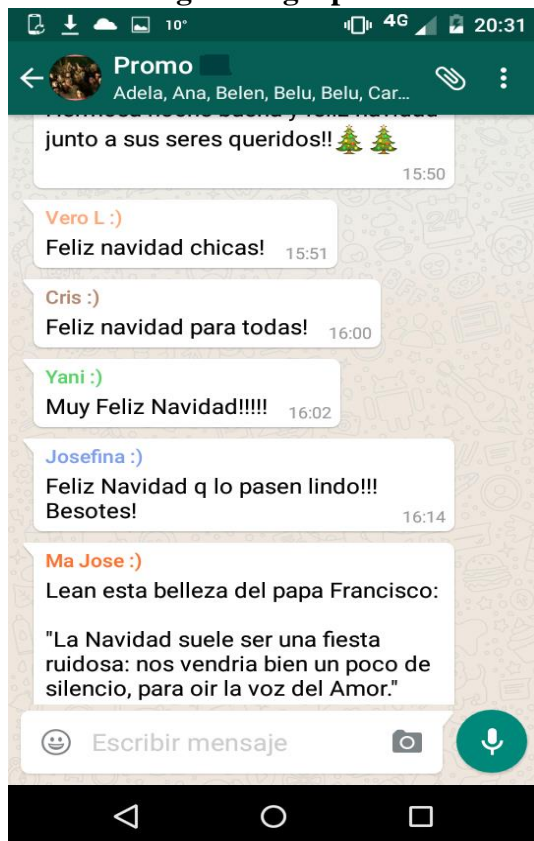 10° 4G 20:31
Promo
Adela, Ana, Belen, Belu, Belu, Car...
junto a sus seres queridos!!🎄🎄
15:50
Vero L :)
Feliz navidad chicas! 15:51
Cris :)
Feliz navidad para todas! 16:00
Yani :)
Muy Feliz Navidad!!!!! 16:02
Josefina :)
Feliz Navidad q lo pasen lindo!!!
Besotes! 16:14
Ma Jose :)
Lean esta belleza del papa Francisco:
"La Navidad suele ser una fiesta
ruidosa: nos vendria bien un poco de
silencio, para oir la voz del Amor."
Escribir mensaje